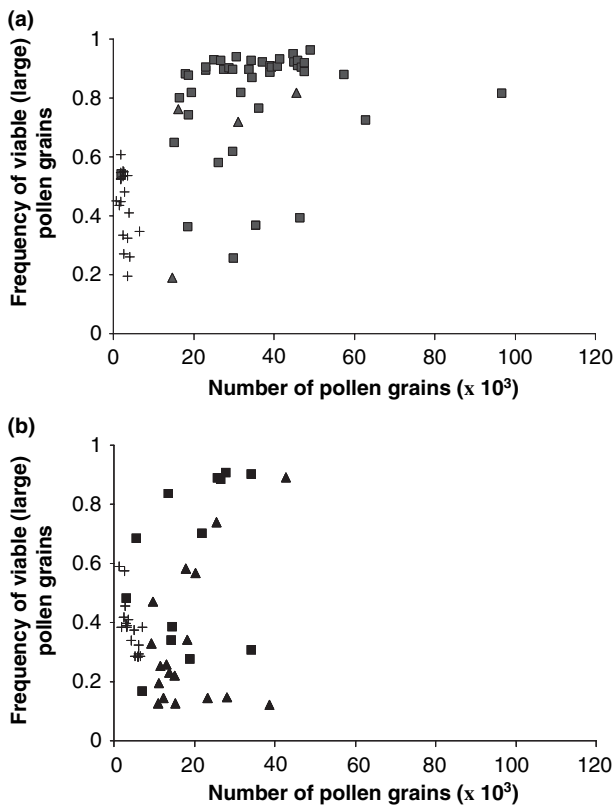 (a)
Frequency of viable (large)
pollen grains
1
0.8
0.6
0.4
0.2
0
0 20 40 60 80 100 120
Number of pollen grains (x 10³)
(b)
Frequency of viable (large)
pollen grains
1
0.8
0.6
0.4
0.2
0
0 20 40 60 80 100 120
Number of pollen grains (x 10³)